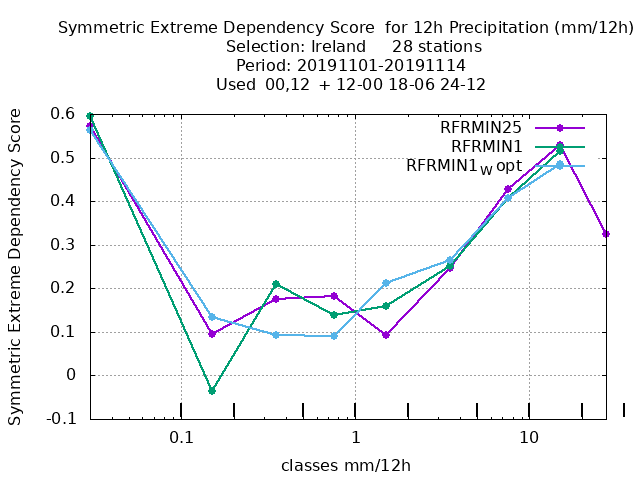 Symmetric Extreme Dependency Score for 12h Precipitation (mm/12h)
Selection: Ireland 28 stations
Period: 20191101-20191114
Used 00,12 + 12-00 18-06 24-12
Symmetric Extreme Dependency Score
0.6
0.5
0.4
0.3
0.2
0.1
0
-0.1
RFRMIN25
RFRMIN1
RFRMIN1W opt
0.1 1 10
classes mm/12h